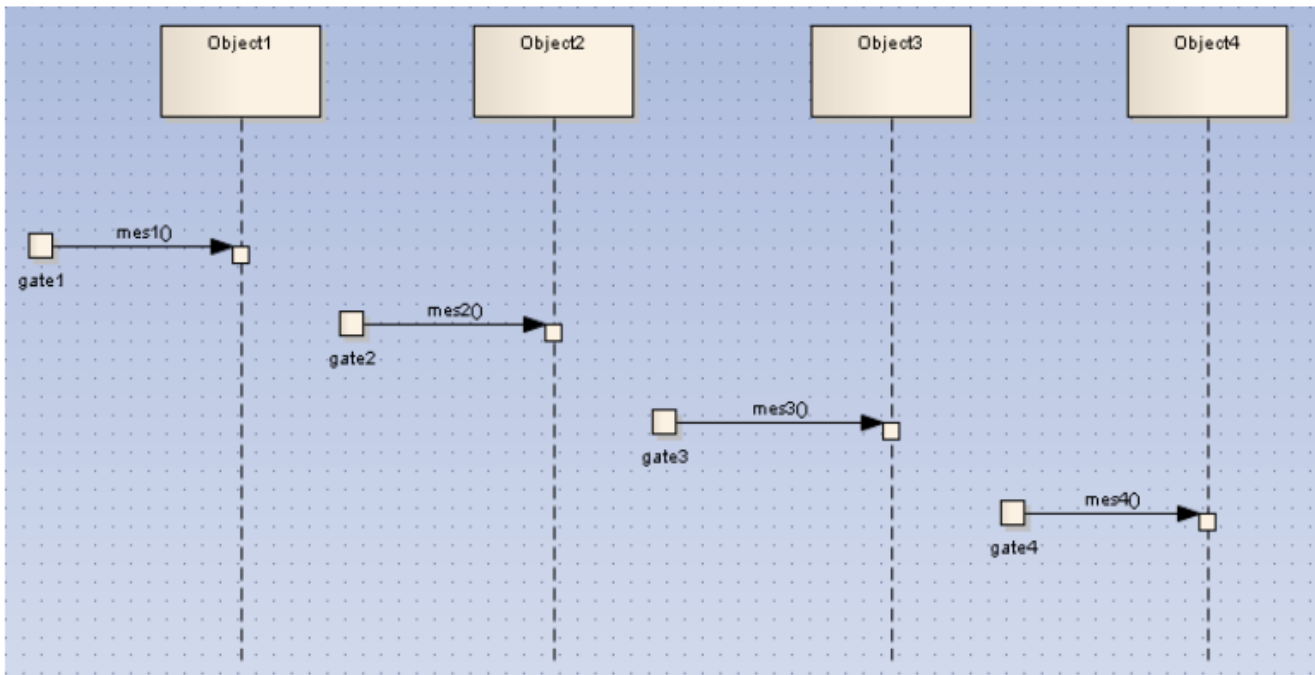 Object1
Object2
Object3
Object4
mes1()
gate1
mes2()
gate2
mes3()
gate3
mes4()
gate4